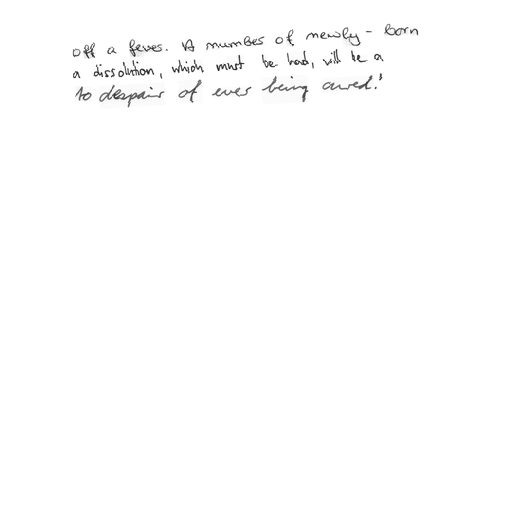 off a fever. A number of newly-born
a dissolution, which must be had, will be a
to despair of ever being cured!'